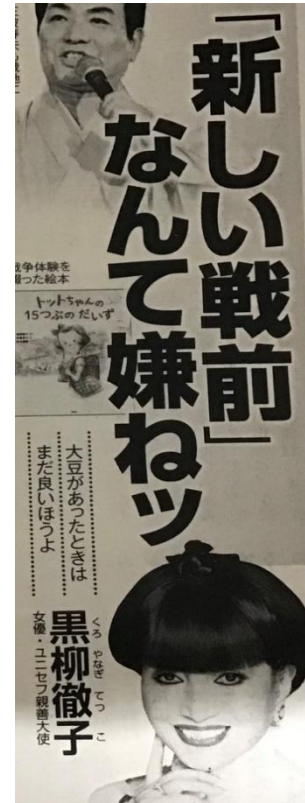 「新しい戦前」
なんて嫌ねッ
戦争体験を
綴った絵本
トットちゃんの
15つぶの だいず
大豆があったときは
まだ良いほうよ
黒柳徹子
くろ やなぎ てつ こ
女優・ユニセフ親善大使